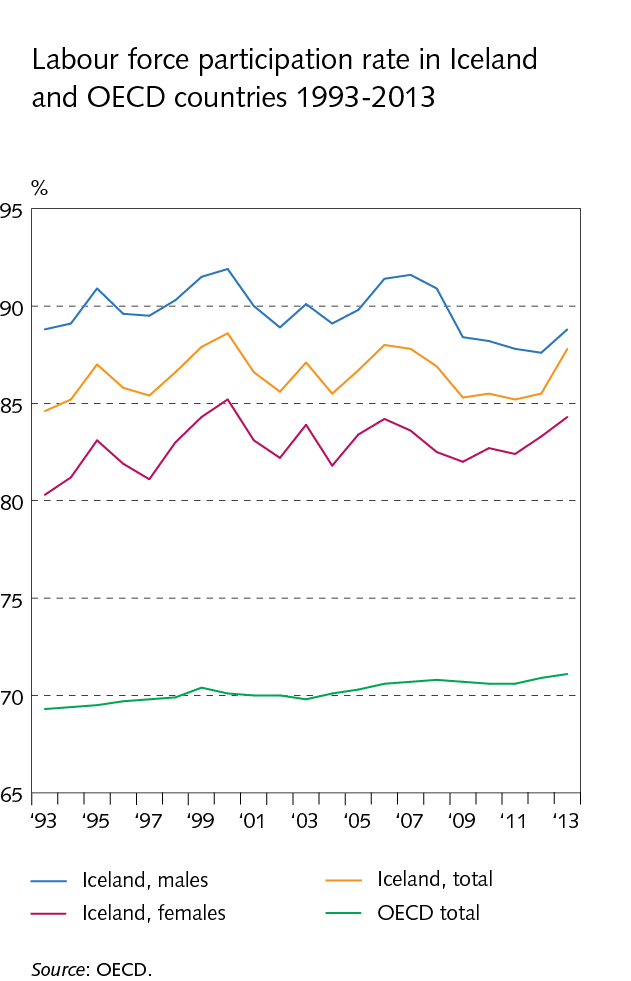 Labour force participation rate in Iceland
and OECD countries 1993-2013
%
95
90
85
80
75
70
65
‘93 ‘95 ‘97 ‘99 ‘01 ‘03 ‘05 ‘07 ‘09 ‘11 ‘13
Iceland, males
Iceland, total
Iceland, females
OECD total
Source: OECD.